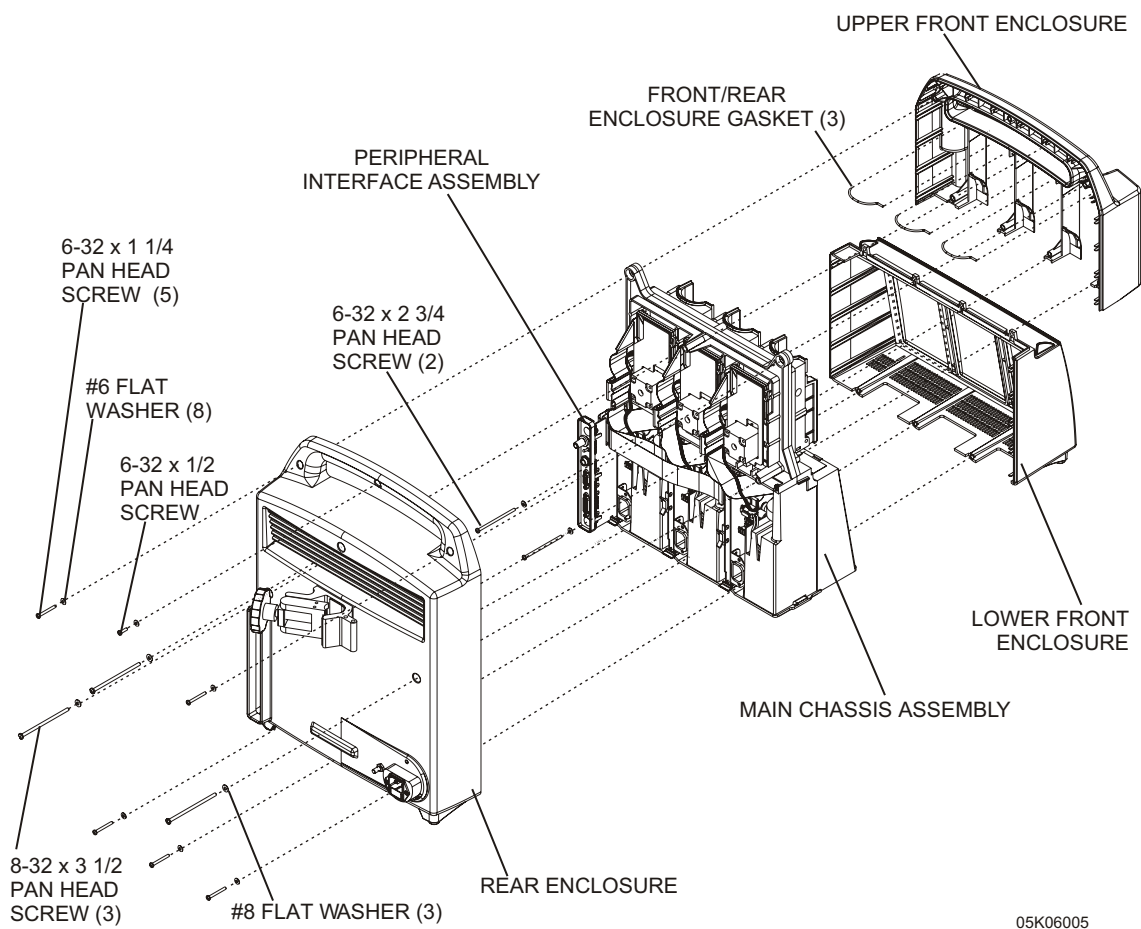 UPPER FRONT ENCLOSURE
FRONT/REAR
ENCLOSURE GASKET (3)
PERIPHERAL
INTERFACE ASSEMBLY
6-32 x 1 1/4
PAN HEAD
SCREW (5)
6-32 x 2 3/4
PAN HEAD
SCREW (2)
#6 FLAT
WASHER (8)
6-32 x 1/2
PAN HEAD
SCREW
LOWER FRONT
ENCLOSURE
MAIN CHASSIS ASSEMBLY
8-32 x 3 1/2
PAN HEAD
SCREW (3)
REAR ENCLOSURE
#8 FLAT WASHER (3)
05K06005